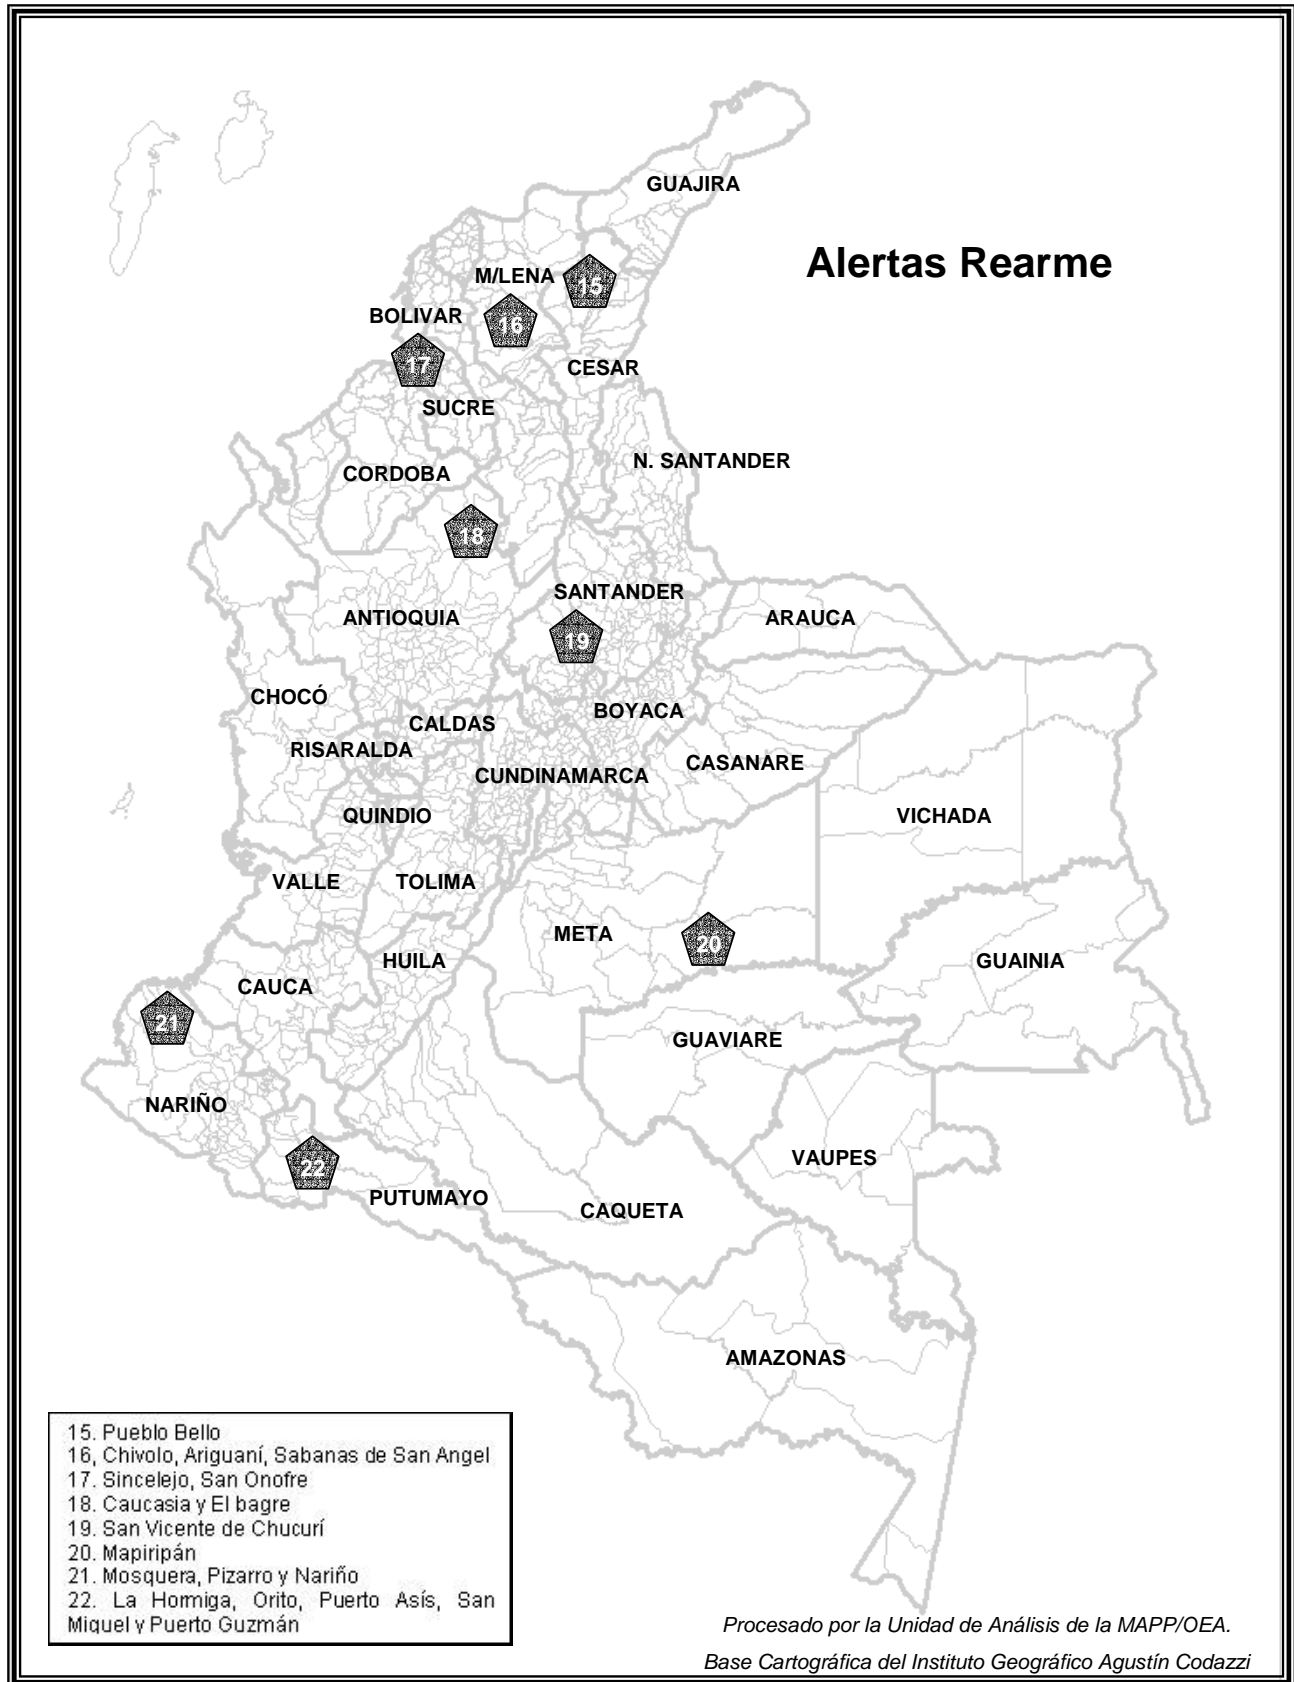 GUAJIRA
Alertas Rearme
M/LENA
15
16
BOLIVAR
17
CESAR
SUCRE
N. SANTANDER
CORDOBA
18
SANTANDER
ANTIOQUIA
ARAUCA
19
CHOCÓ
BOYACA
CALDAS
RISARALDA
CASANARE
CUNDINAMARCA
QUINDIO
VICHADA
VALLE
TOLIMA
META
20
HUILA
GUAINIA
CAUCA
21
GUAVIARE
NARIÑO
VAUPES
22
PUTUMAYO
CAQUETA
AMAZONAS
15. Pueblo Bello
16, Chivolo, Ariguaní, Sabanas de San Angel
17. Sincelejo, San Onofre
18. Caucasia y El bagre
19. San Vicente de Chucurí
20. Mapiripán
21. Mosquera, Pizarro y Nariño
22. La Hormiga, Orito, Puerto Asís, San
Miguel y Puerto Guzmán
Procesado por la Unidad de Análisis de la MAPP/OEA.
Base Cartográfica del Instituto Geográfico Agustín Codazzi